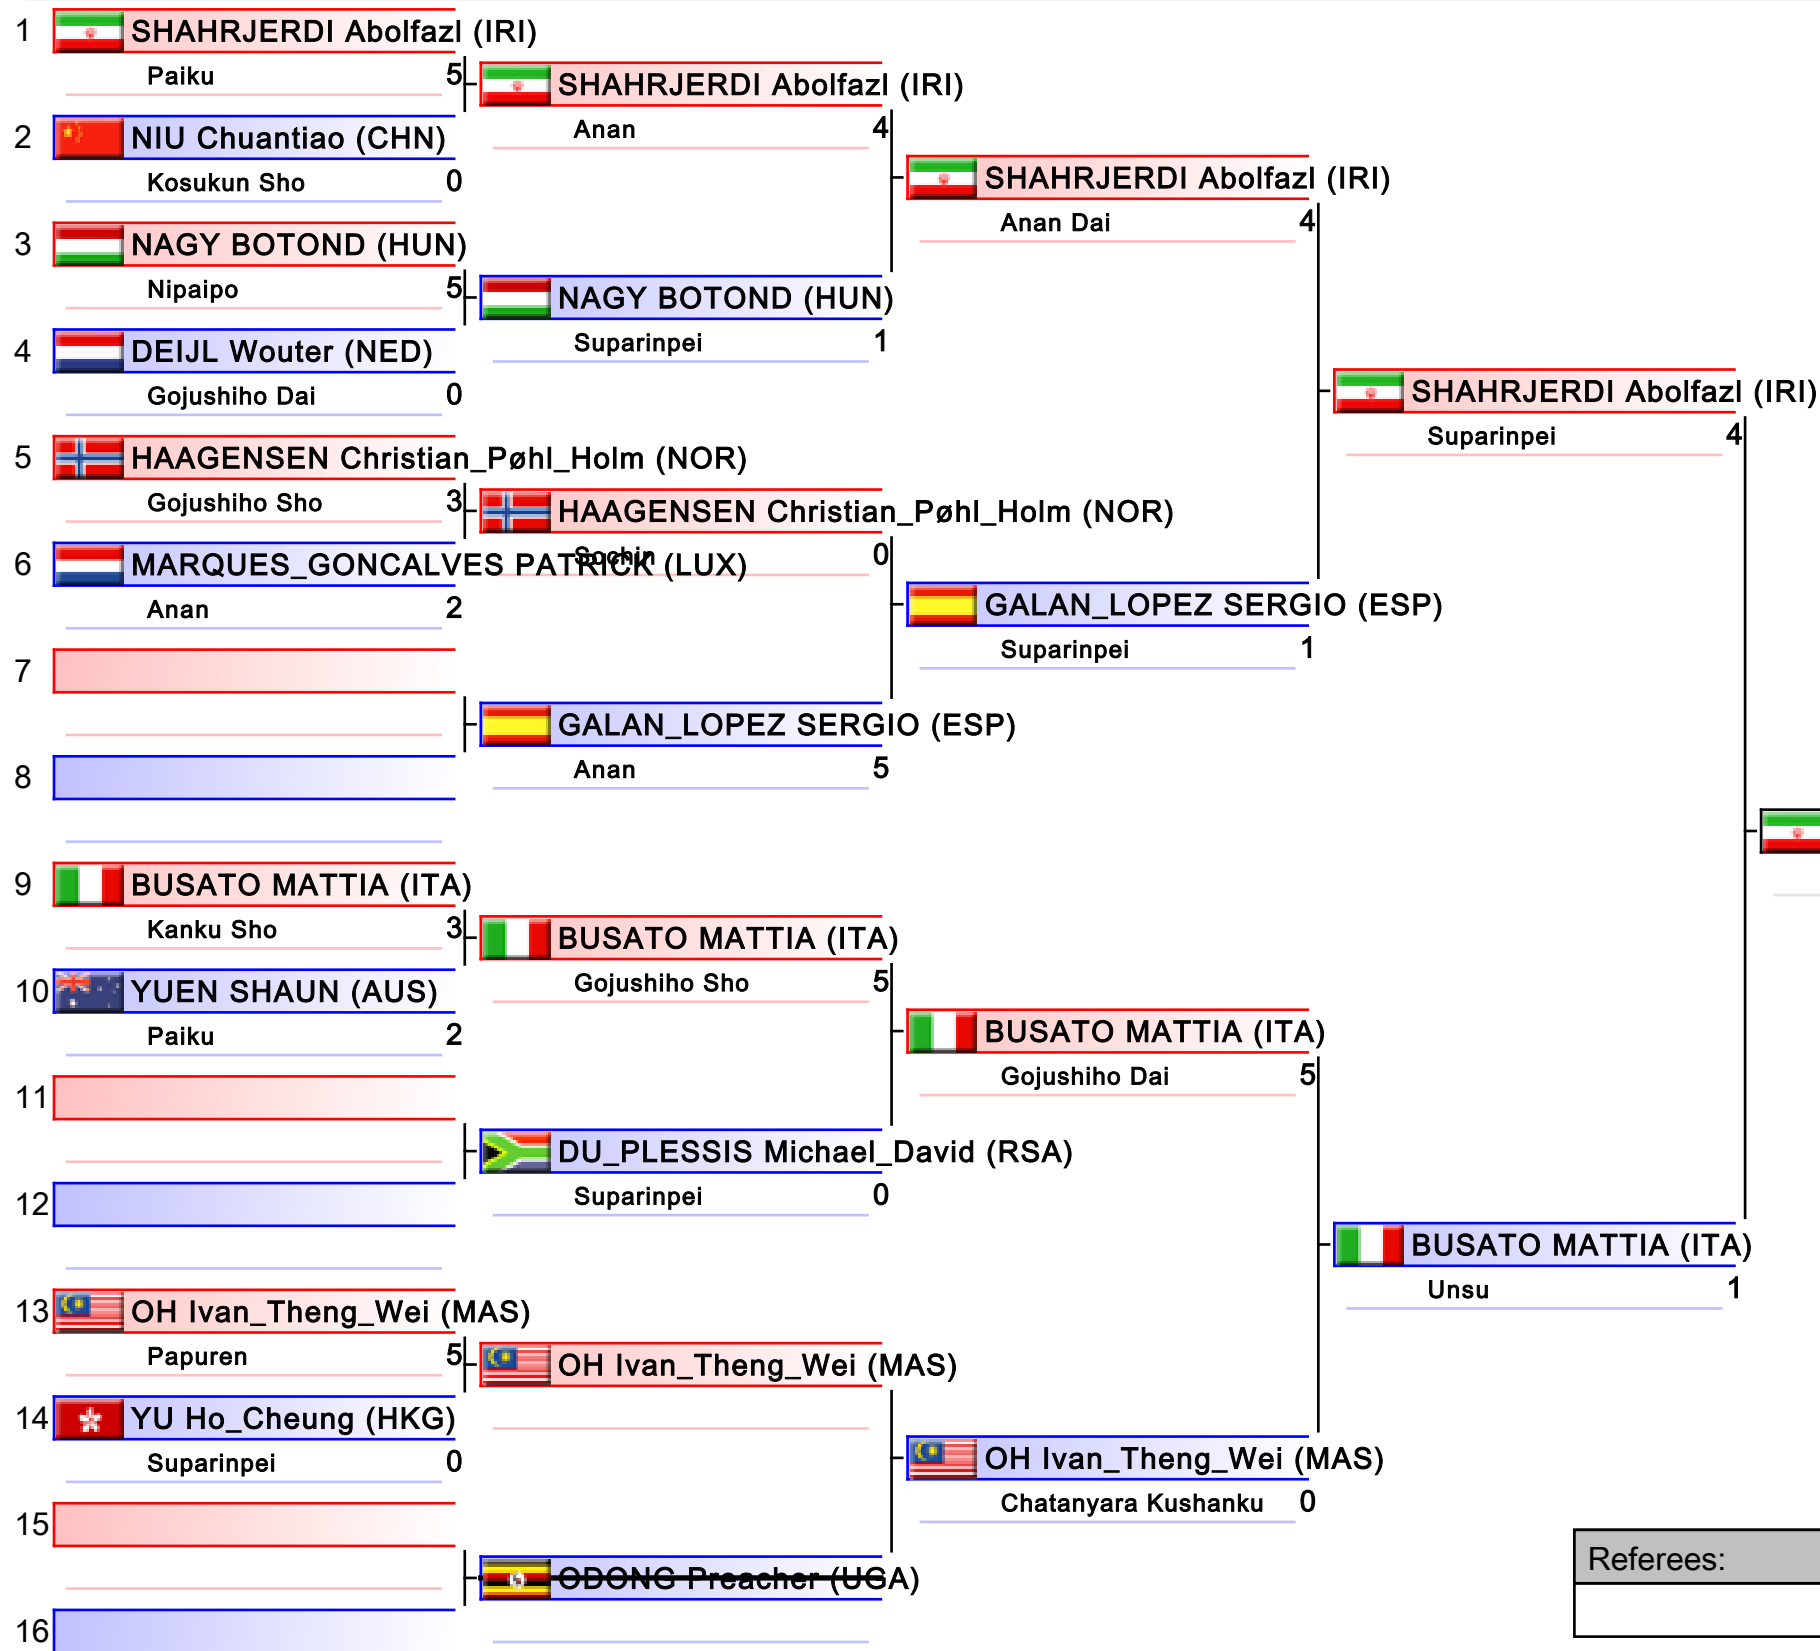 1 SHAHRJERDI Abolfazl (IRI)
Paiku 5
2 NIU Chuantiao (CHN)
Kosukun Sho 0
3 NAGY BOTOND (HUN)
Nipaipo 5
4 DEIJL Wouter (NED)
Gojushiho Dai 0
5 HAAGENSEN Christian_Pøhl_Holm (NOR)
Gojushiho Sho 3
6 MARQUES_GONCALVES PATRICK (LUX)
Anan 2
7
8
9 BUSATO MATTIA (ITA)
Kanku Sho 3
10 YUEN SHAUN (AUS)
Paiku 2
11
12
13 OH Ivan_Theng_Wei (MAS)
Papuren 5
14 YU Ho_Cheung (HKG)
Suparinpei 0
15
16
SHAHRJERDI Abolfazl (IRI)
Anan 4
NAGY BOTOND (HUN)
Suparinpei 1
HAAGENSEN Christian_Pøhl_Holm (NOR)
Sochin 0
GALAN_LOPEZ SERGIO (ESP)
Anan 5
BUSATO MATTIA (ITA)
Gojushiho Sho 5
DU_PLESSIS Michael_David (RSA)
Suparinpei 0
OH Ivan_Theng_Wei (MAS)
ODONG Preacher (UGA)
SHAHRJERDI Abolfazl (IRI)
Anan Dai 4
GALAN_LOPEZ SERGIO (ESP)
Suparinpei 1
BUSATO MATTIA (ITA)
Gojushiho Dai 5
OH Ivan_Theng_Wei (MAS)
Chatanyara Kushanku 0
SHAHRJERDI Abolfazl (IRI)
Suparinpei 4
BUSATO MATTIA (ITA)
Unsu 1
Referees: